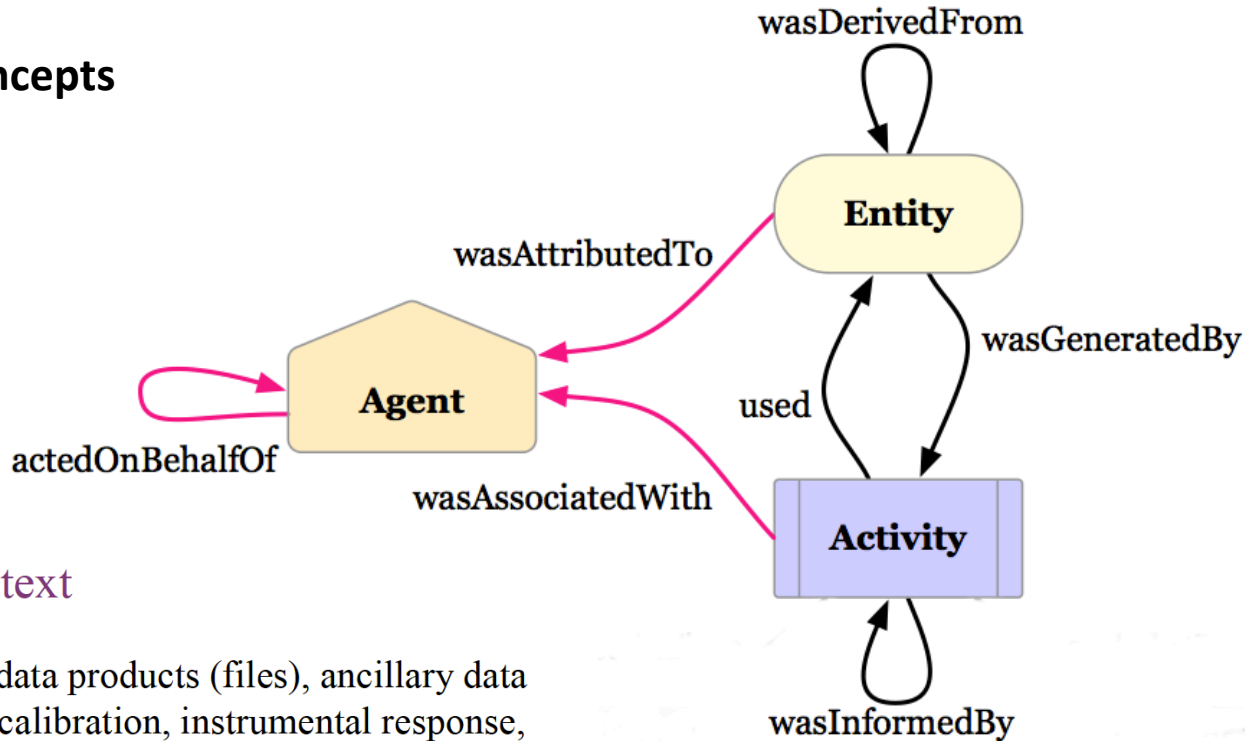 wasDerivedFrom
ncepts
Entity
wasAttributedTo
wasGeneratedBy
Agent
used
actedOnBehalfOf
wasAssociatedWith
Activity
text
data products (files), ancillary data
calibration, instrumental response,
wasInformedBy